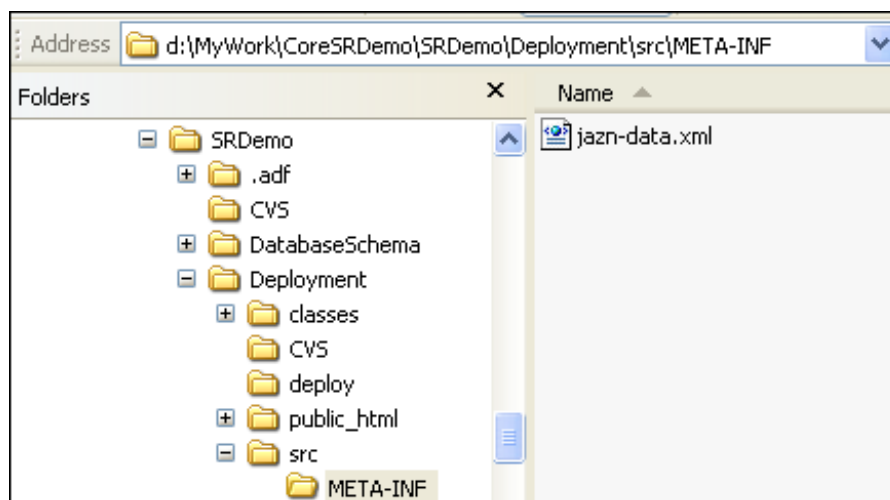 Address d:\MyWork\CoreSRDemo\SRDemo\Deployment\src\META-INF
Folders
Name
SRDemo
jazn-data.xml
.adf
CVS
DatabaseSchema
Deployment
classes
CVS
deploy
public_html
src
META-INF